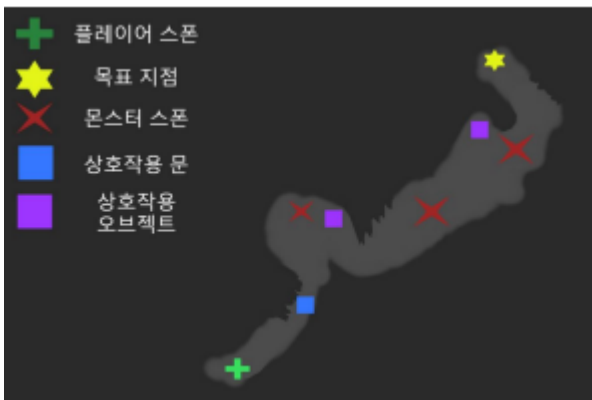 플레이어 스폰
목표 지점
몬스터 스폰
상호작용 문
상호작용
오브젝트